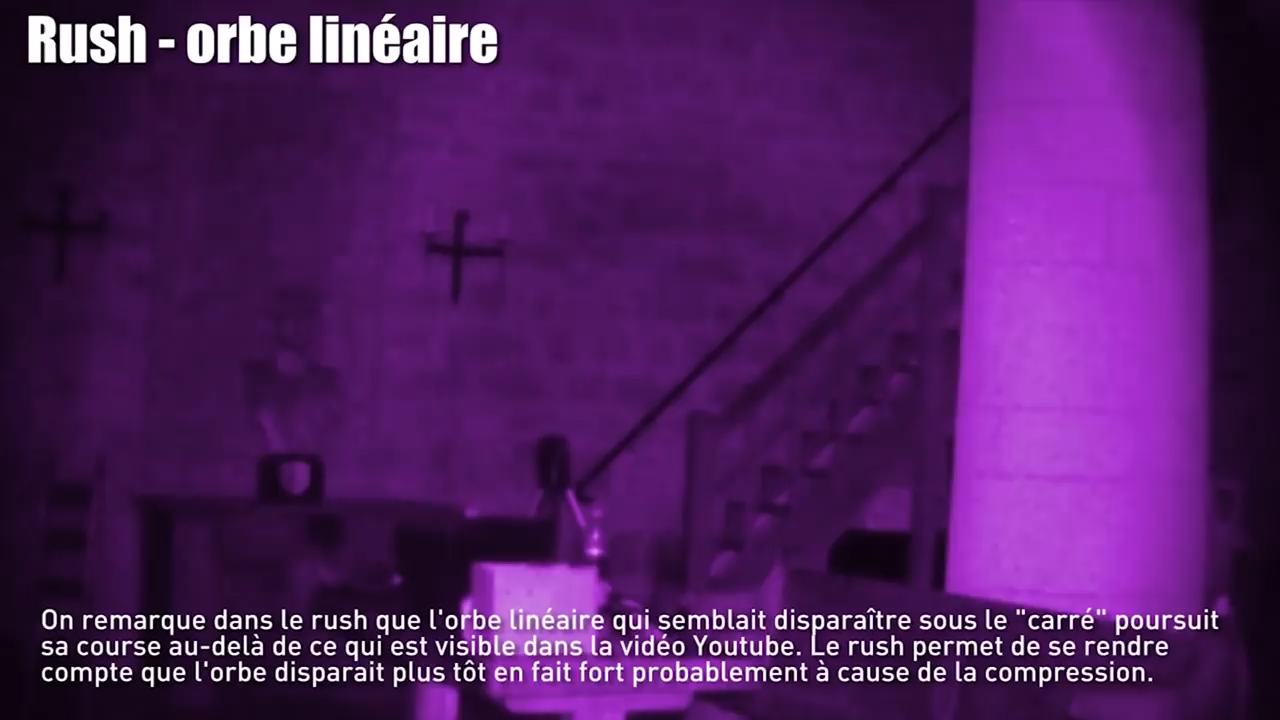 Rush - orbe linéaire
On remarque dans le rush que l'orbe linéaire qui semblait disparaître sous le "carré" poursuit
sa course au-delà de ce qui est visible dans la vidéo Youtube. Le rush permet de se rendre
compte que l'orbe disparait plus tôt en fait fort probablement à cause de la compression.